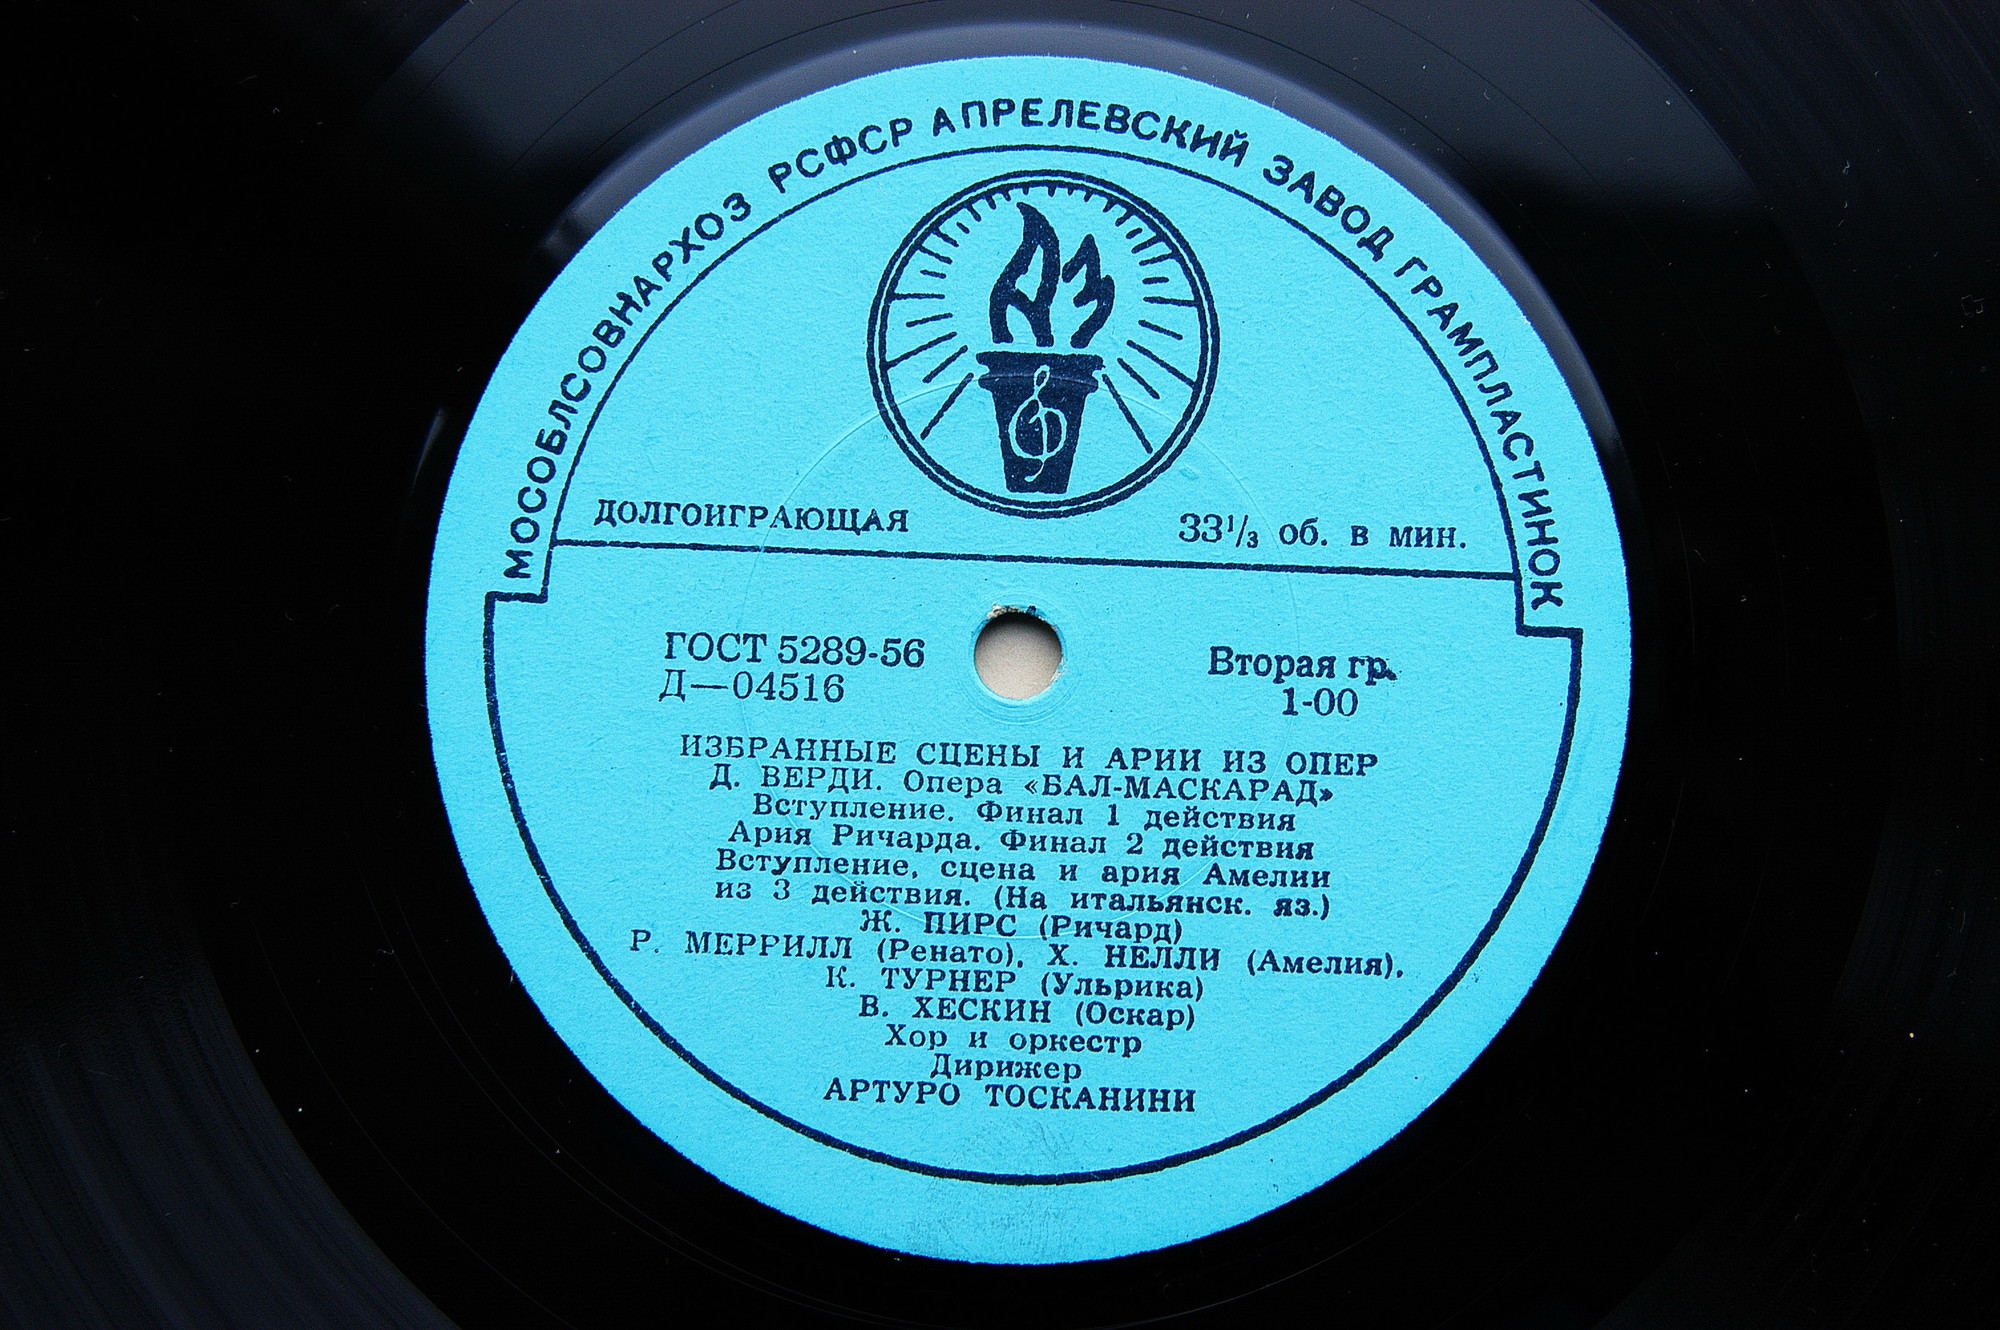 МОСОБЛСОВНАРХОЗ РСФСР АПРЕЛЕВСКИЙ ЗАВОД ГРАМПЛАСТИНОК
АЗ
ДОЛГОИГРАЮЩАЯ 33 1/3 об. в мин.
ГОСТ 5289-56 Вторая гр.
Д—04516 1-00
ИЗБРАННЫЕ СЦЕНЫ И АРИИ ИЗ ОПЕР
Д. ВЕРДИ. Опера «БАЛ-МАСКАРАД»
Вступление. Финал 1 действия
Ария Ричарда. Финал 2 действия
Вступление, сцена и ария Амелии
из 3 действия. (На итальянск. яз.)
Ж. ПИРС (Ричард)
Р. МЕРРИЛЛ (Ренато), Х. НЕЛЛИ (Амелия),
К. ТУРНЕР (Ульрика)
В. ХЕСКИН (Оскар)
Хор и оркестр
Дирижер
АРТУРО ТОСКАНИНИ